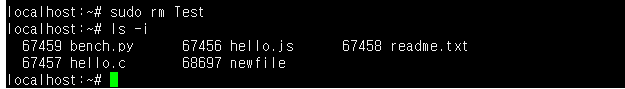 localhost:~# sudo rm Test
localhost:~# ls -i
67459 bench.py 67456 hello.js 67458 readme.txt
67457 hello.c 68697 newfile
localhost:~#